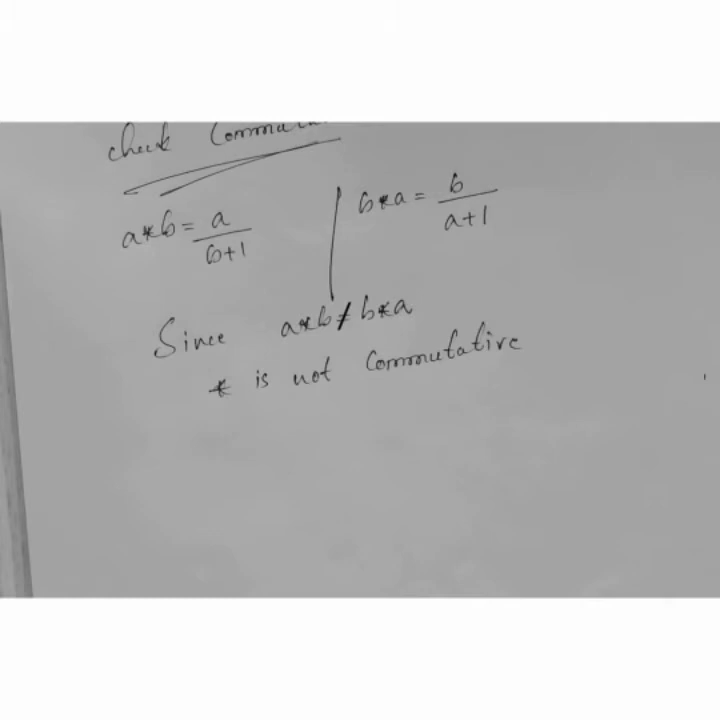 check
a*b = a/(b+1) | b*a = b/(a+1)
Since a*b ≠ b*a
* is not Commutative